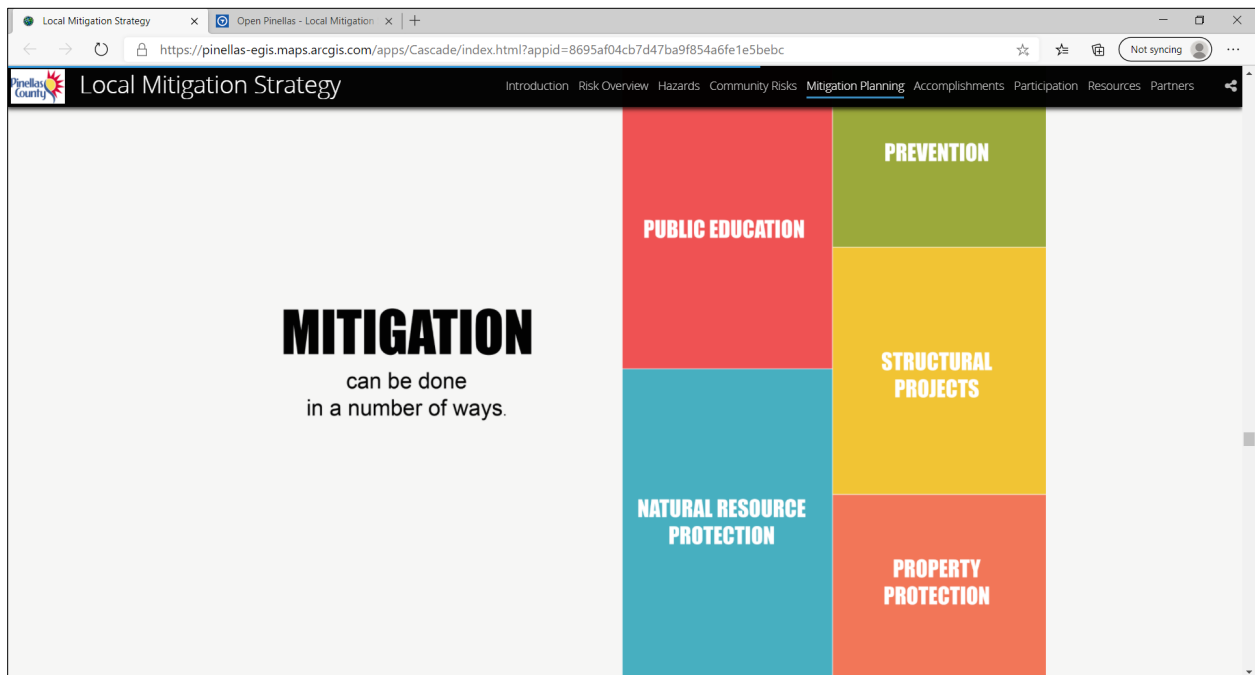 Local Mitigation Strategy
Open Pinellas - Local Mitigation
https://pinellas-egis.maps.arcgis.com/apps/Cascade/index.html?appid=8695af04cb7d47ba9f854a6fe1e5bebc
Not syncing
Pinellas
County
Local Mitigation Strategy
Introduction Risk Overview Hazards Community Risks Mitigation Planning Accomplishments Participation Resources Partners
MITIGATION
can be done
in a number of ways.
PUBLIC EDUCATION
PREVENTION
STRUCTURAL
PROJECTS
NATURAL RESOURCE
PROTECTION
PROPERTY
PROTECTION